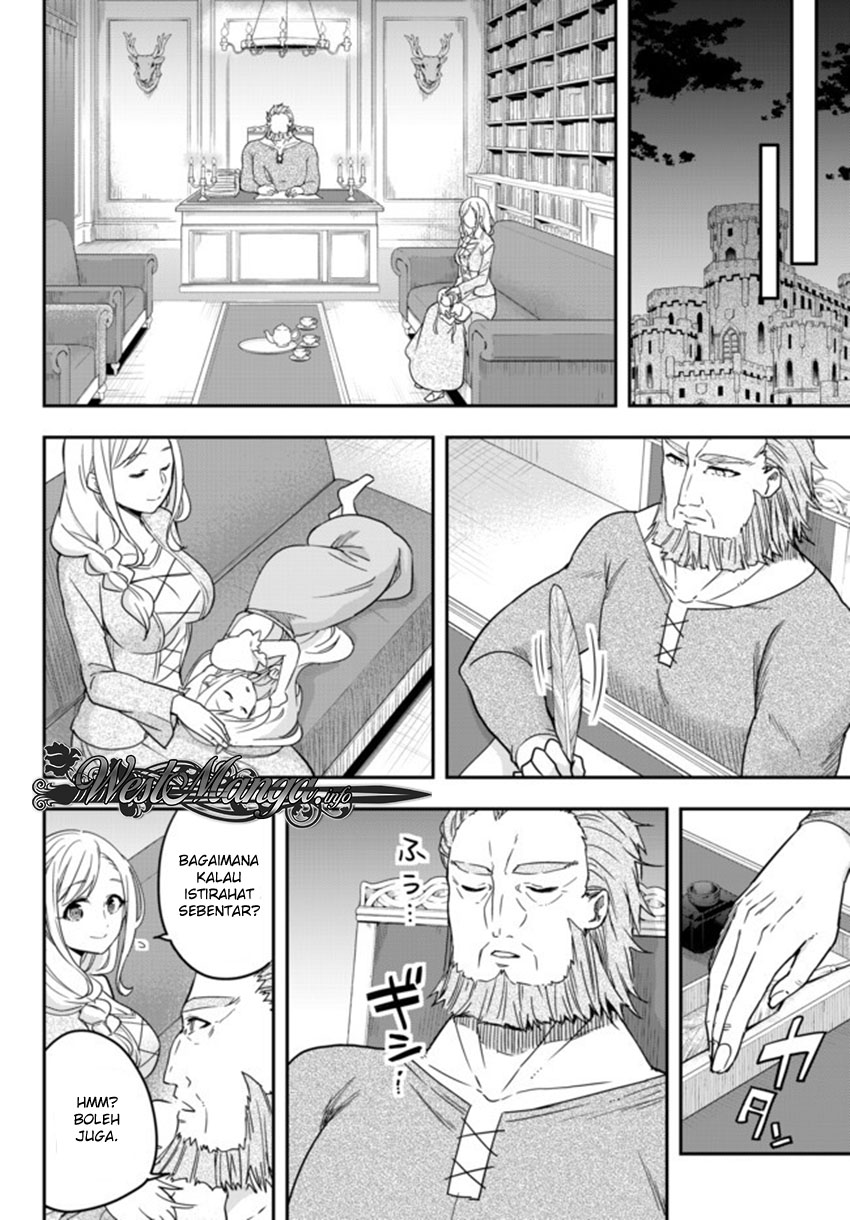 カタン
ふぅ…
ギシ…
BAGAIMANA
KALAU
ISTIRAHAT
SEBENTAR?
HMM?
BOLEH
JUGA.
WestManga.info